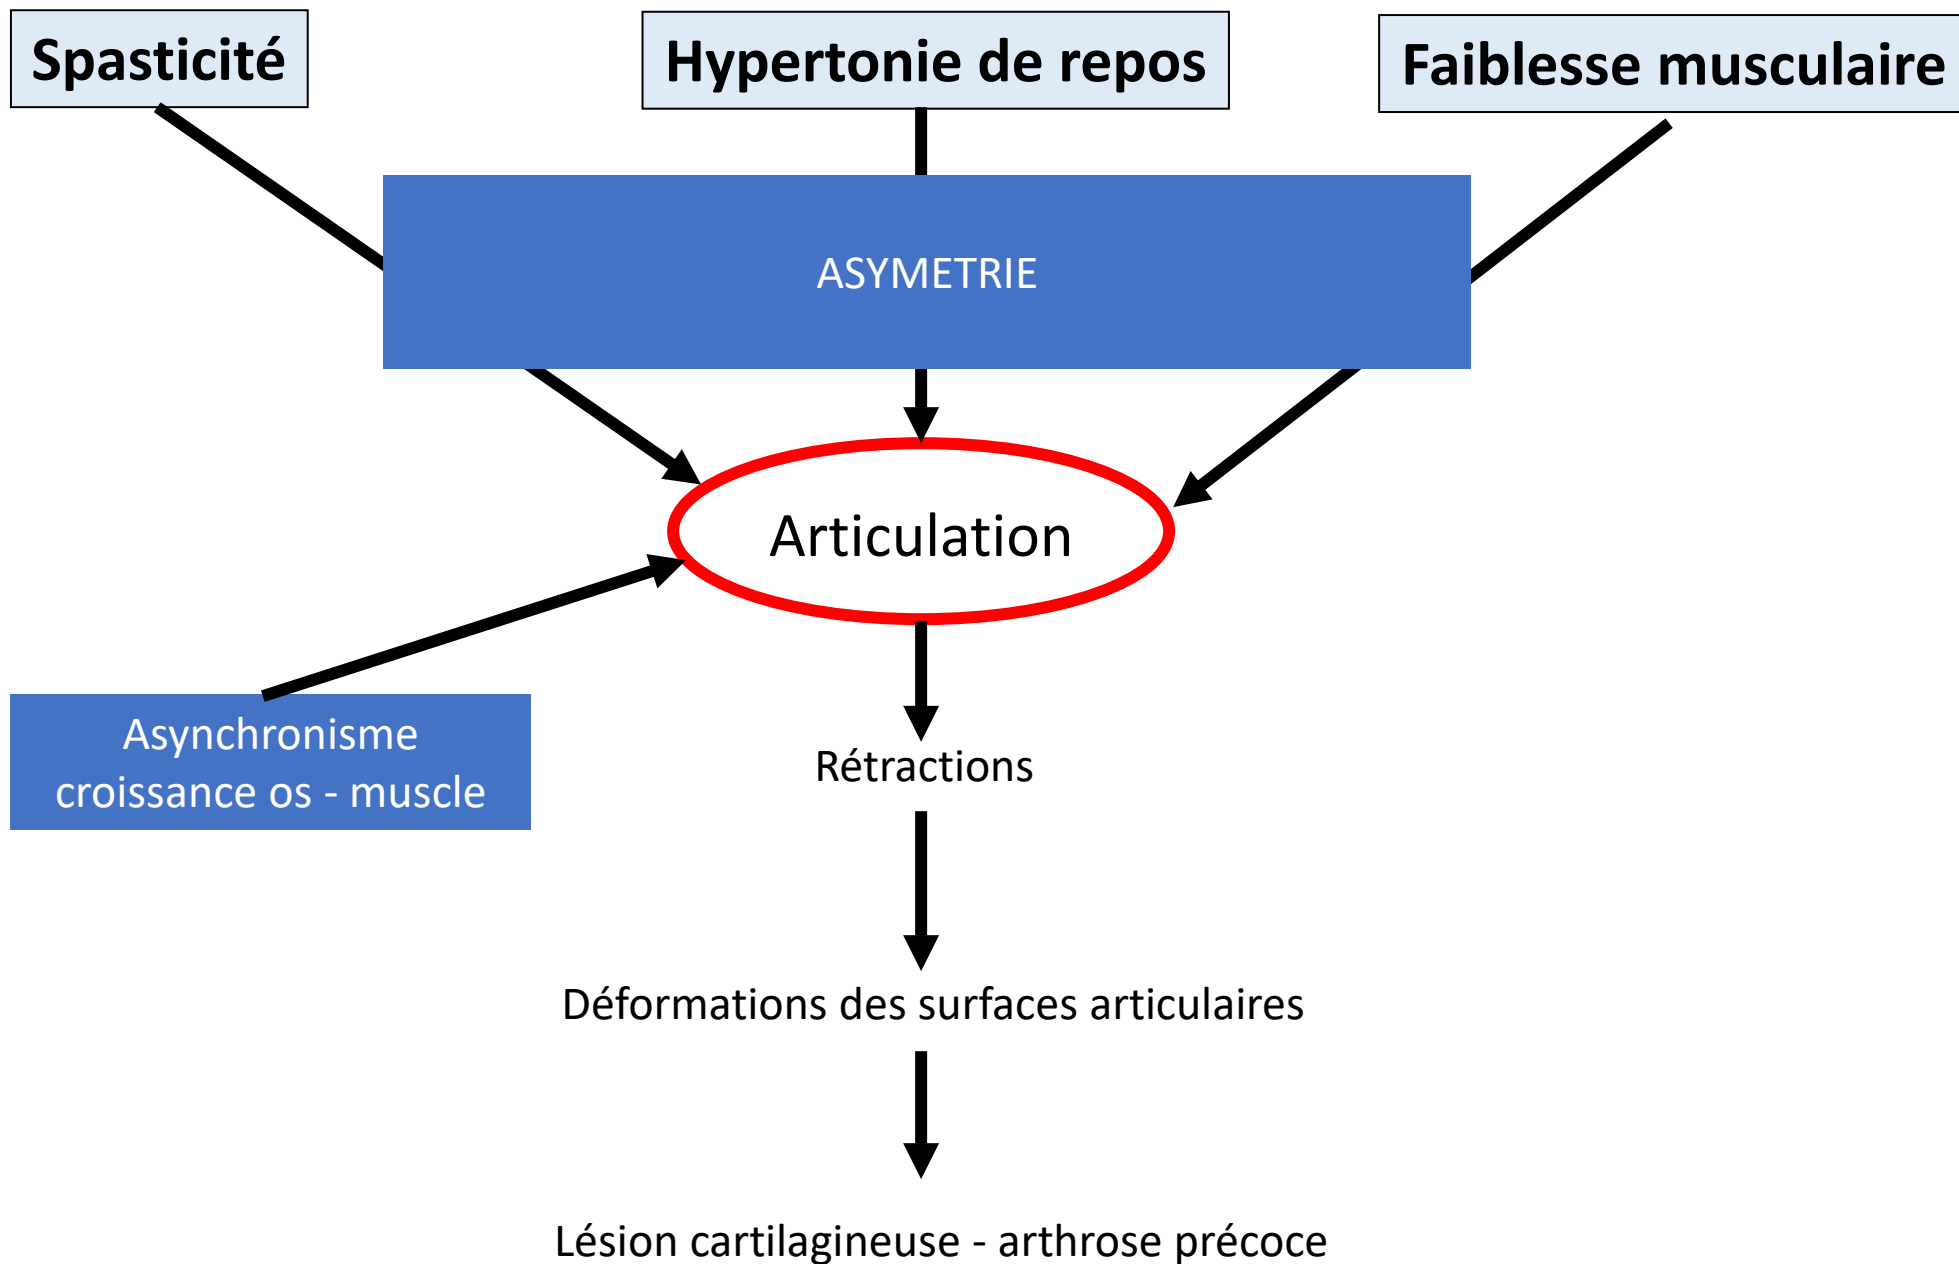 Spasticité
Hypertonie de repos
Faiblesse musculaire
ASYMETRIE
Articulation
Asynchronisme
croissance os - muscle
Rétractions
Déformations des surfaces articulaires
Lésion cartilagineuse - arthrose précoce